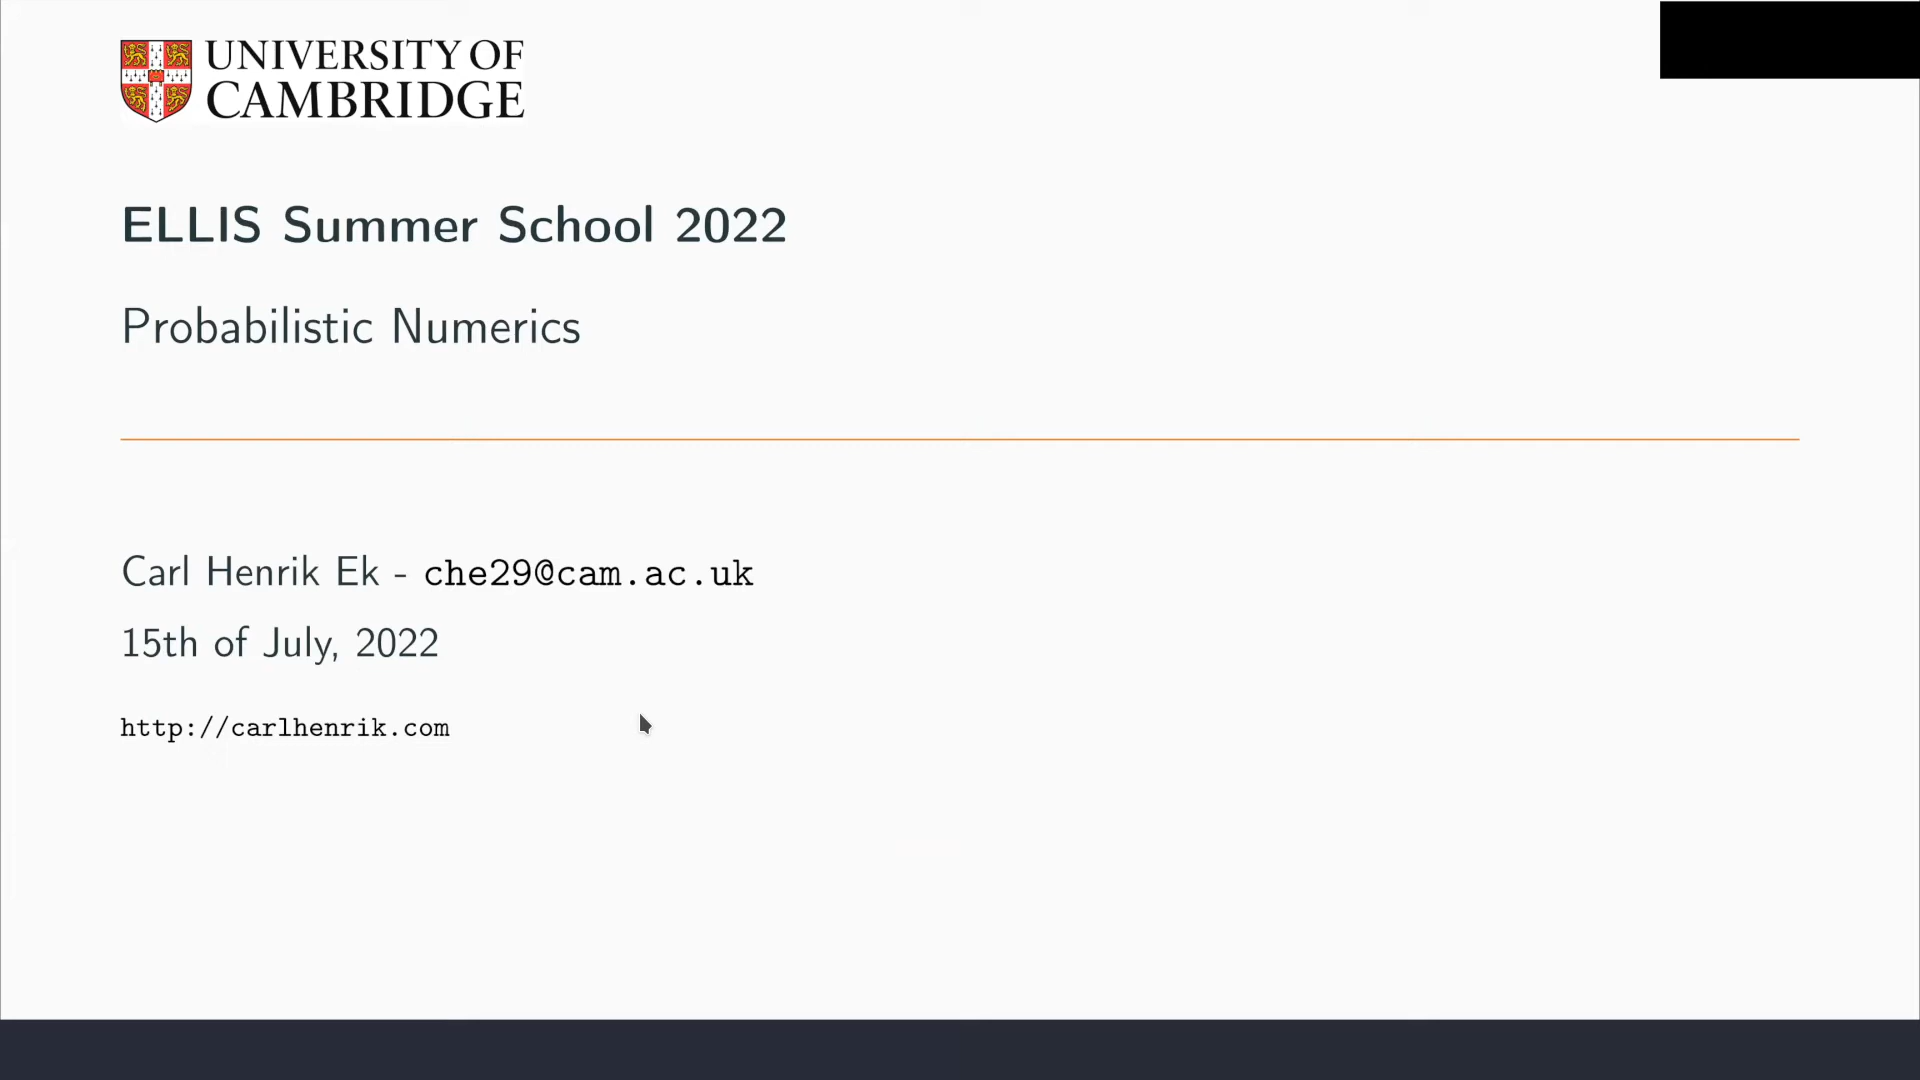 UNIVERSITY OF
CAMBRIDGE
ELLIS Summer School 2022
Probabilistic Numerics
Carl Henrik Ek - che29@cam.ac.uk
15th of July, 2022
http://carlhenrik.com